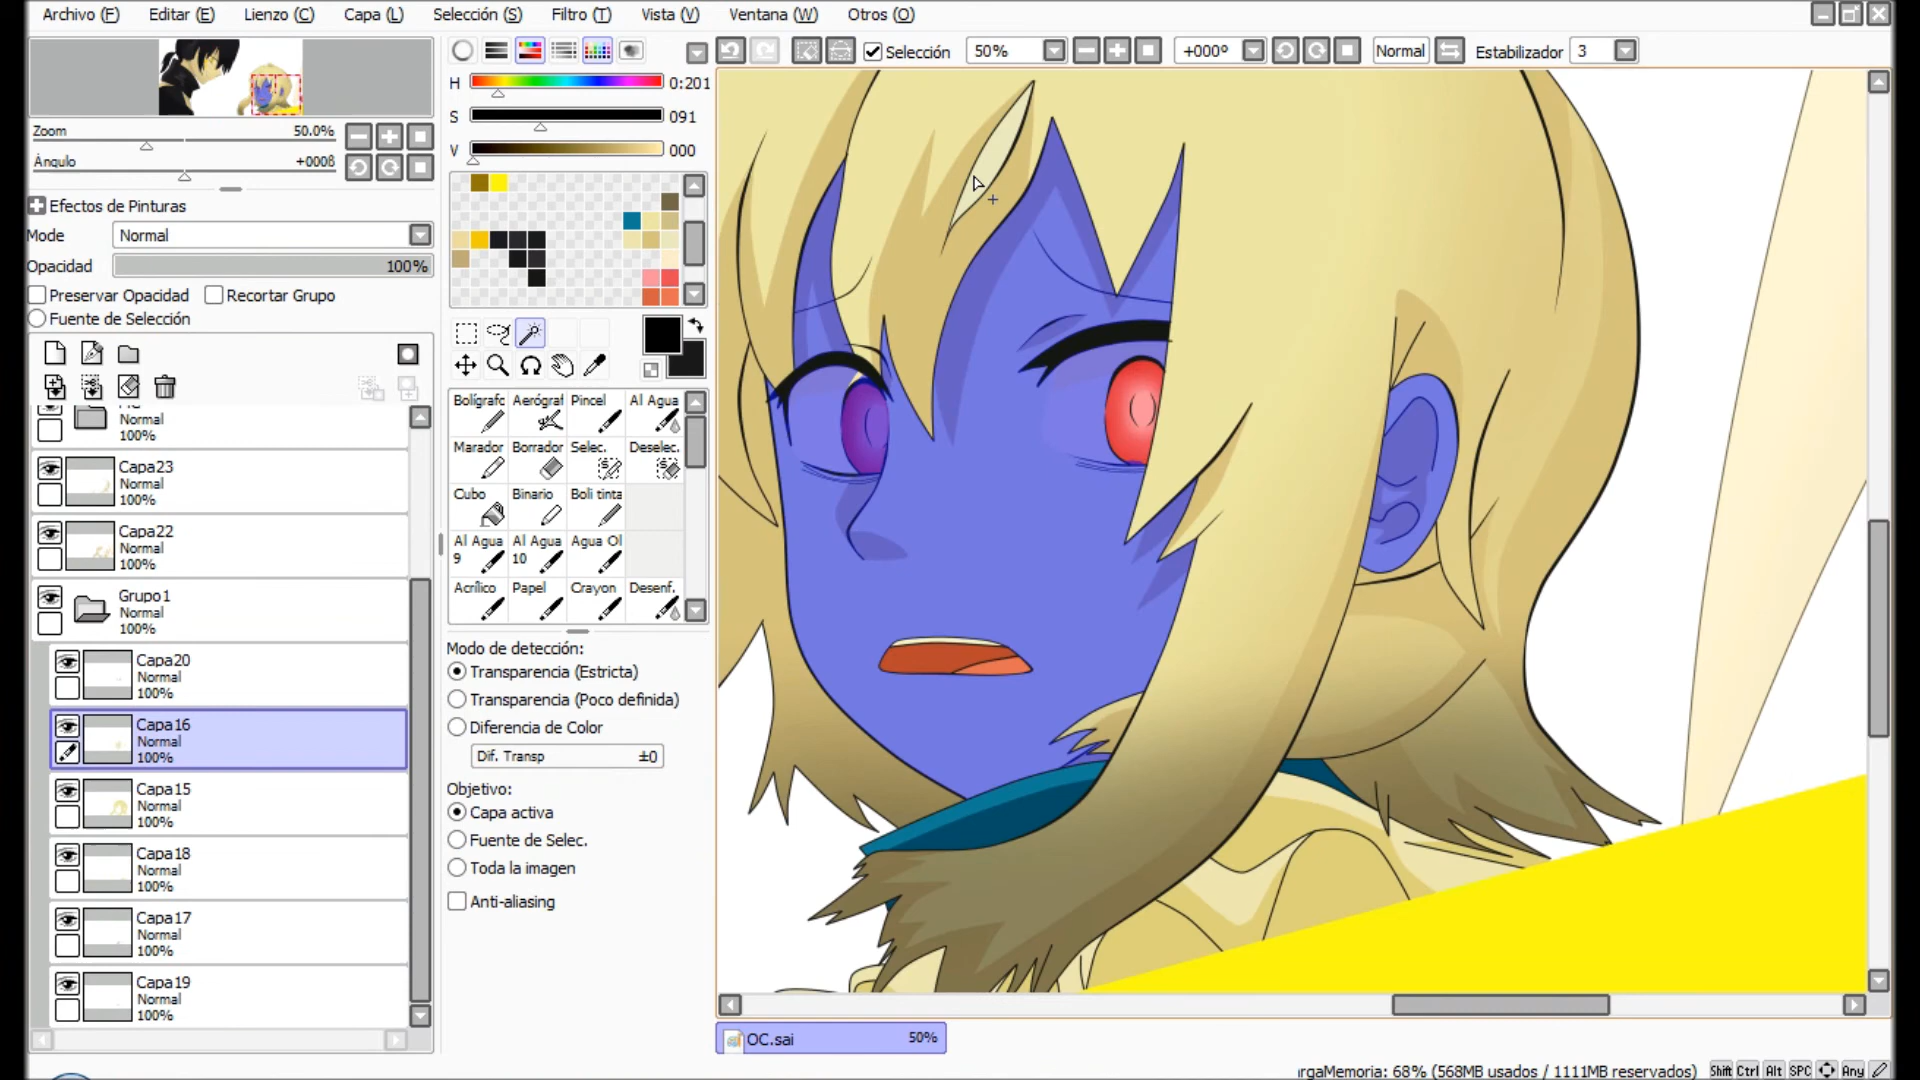 Archivo (F) Editar (E) Lienzo (C) Capa (L) Selección (S) Filtro (T) Vista (V) Ventana (W) Otros (O)
Selección 50% +000º Normal Estabilizador 3
Zoom 50.0%
Ángulo +000ß
H 0:201
S 091
V 000
Efectos de Pinturas
Mode Normal
Opacidad 100%
Preservar Opacidad Recortar Grupo
Fuente de Selección
Normal
100%
Capa23
Normal
100%
Capa22
Normal
100%
Grupo1
Normal
100%
Capa20
Normal
100%
Capa16
Normal
100%
Capa15
Normal
100%
Capa18
Normal
100%
Capa17
Normal
100%
Capa19
Normal
100%
Bolígrafc Aerógraf Pincel Al Agua
Marador Borrador Selec. Deselec.
Cubo Binario Boli tinta
Al Agua 9 Al Agua 10 Agua Ol
Acrílico Papel Crayon Desenf.
Modo de detección:
Transparencia (Estricta)
Transparencia (Poco definida)
Diferencia de Color
Dif. Transp ±0
Objetivo:
Capa activa
Fuente de Selec.
Toda la imagen
Anti-aliasing
OC.sai 50%
ırgaMemoria: 68% (568MB usados / 1111MB reservados) Shift Ctrl Alt SPC Any